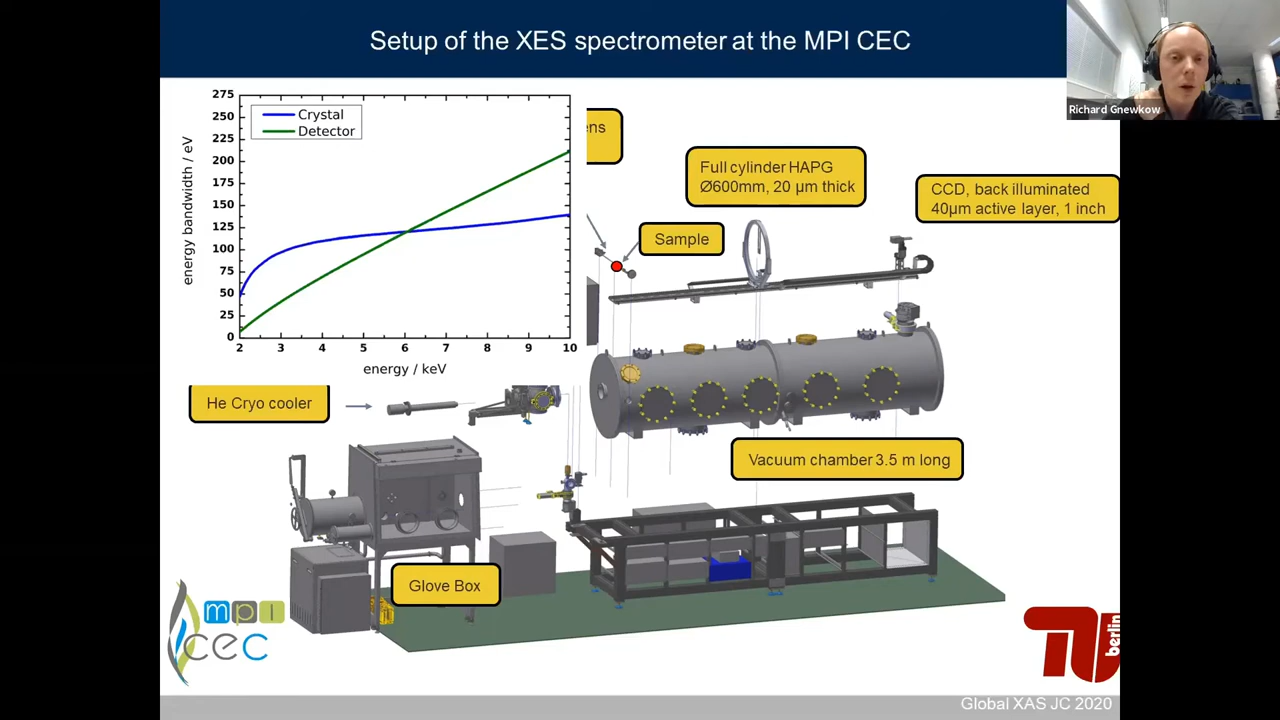 Setup of the XES spectrometer at the MPI CEC
Richard Gnewkow
275
250
225
200
175
150
125
100
75
50
25
0
energy bandwidth / eV
Crystal
Detector
2
3
4
5
6
7
8
9
10
energy / keV
ens
Full cylinder HAPG
Ø600mm, 20 µm thick
CCD, back illuminated
40µm active layer, 1 inch
Sample
He Cryo cooler
Vacuum chamber 3.5 m long
Glove Box
mpi
cec
TU
berlin
Global XAS JC 2020